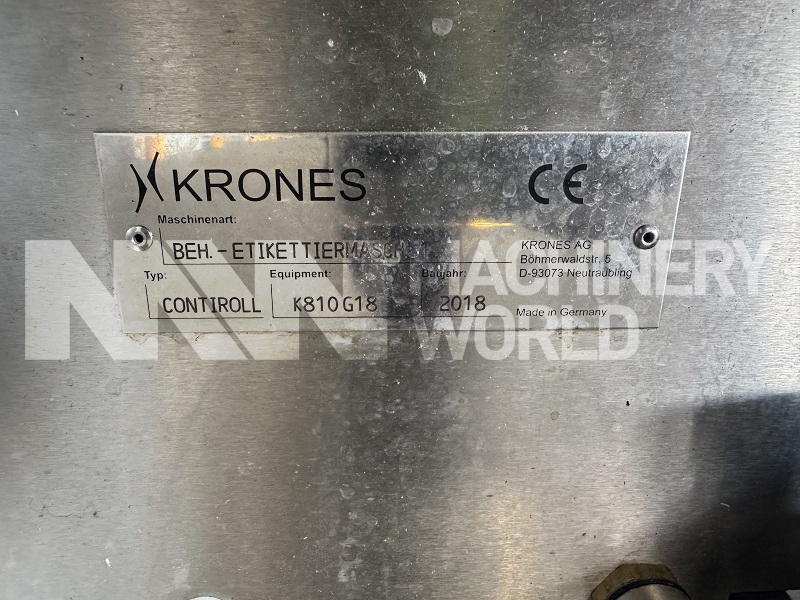 KRONES
CE
Maschinenart:
BEH.-ETIKETTIERMASCH
KRONES AG
Böhmerwaldstr. 5
D-93073 Neutraubling
Typ:
Equipment:
Baujahr:
CONTIROLL
K810G18
2018
Made in Germany
MACHINERY
WORLD